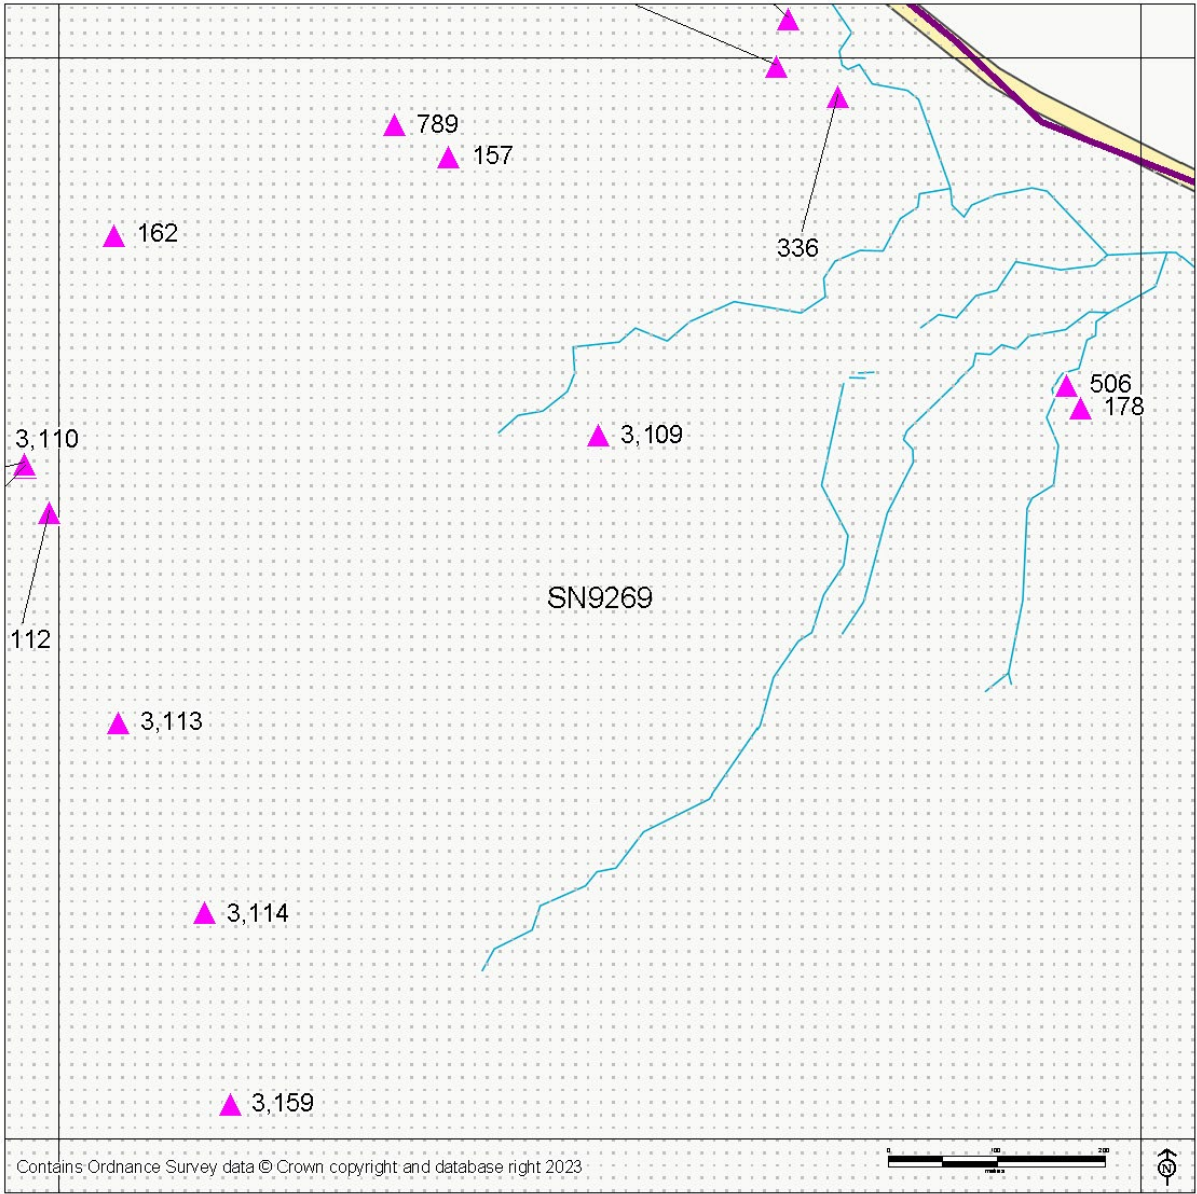 789
157
162
336
506
178
3,110
3,109
SN9269
112
3,113
3,114
3,159
0 100 200
metres
Contains Ordnance Survey data © Crown copyright and database right 2023
N